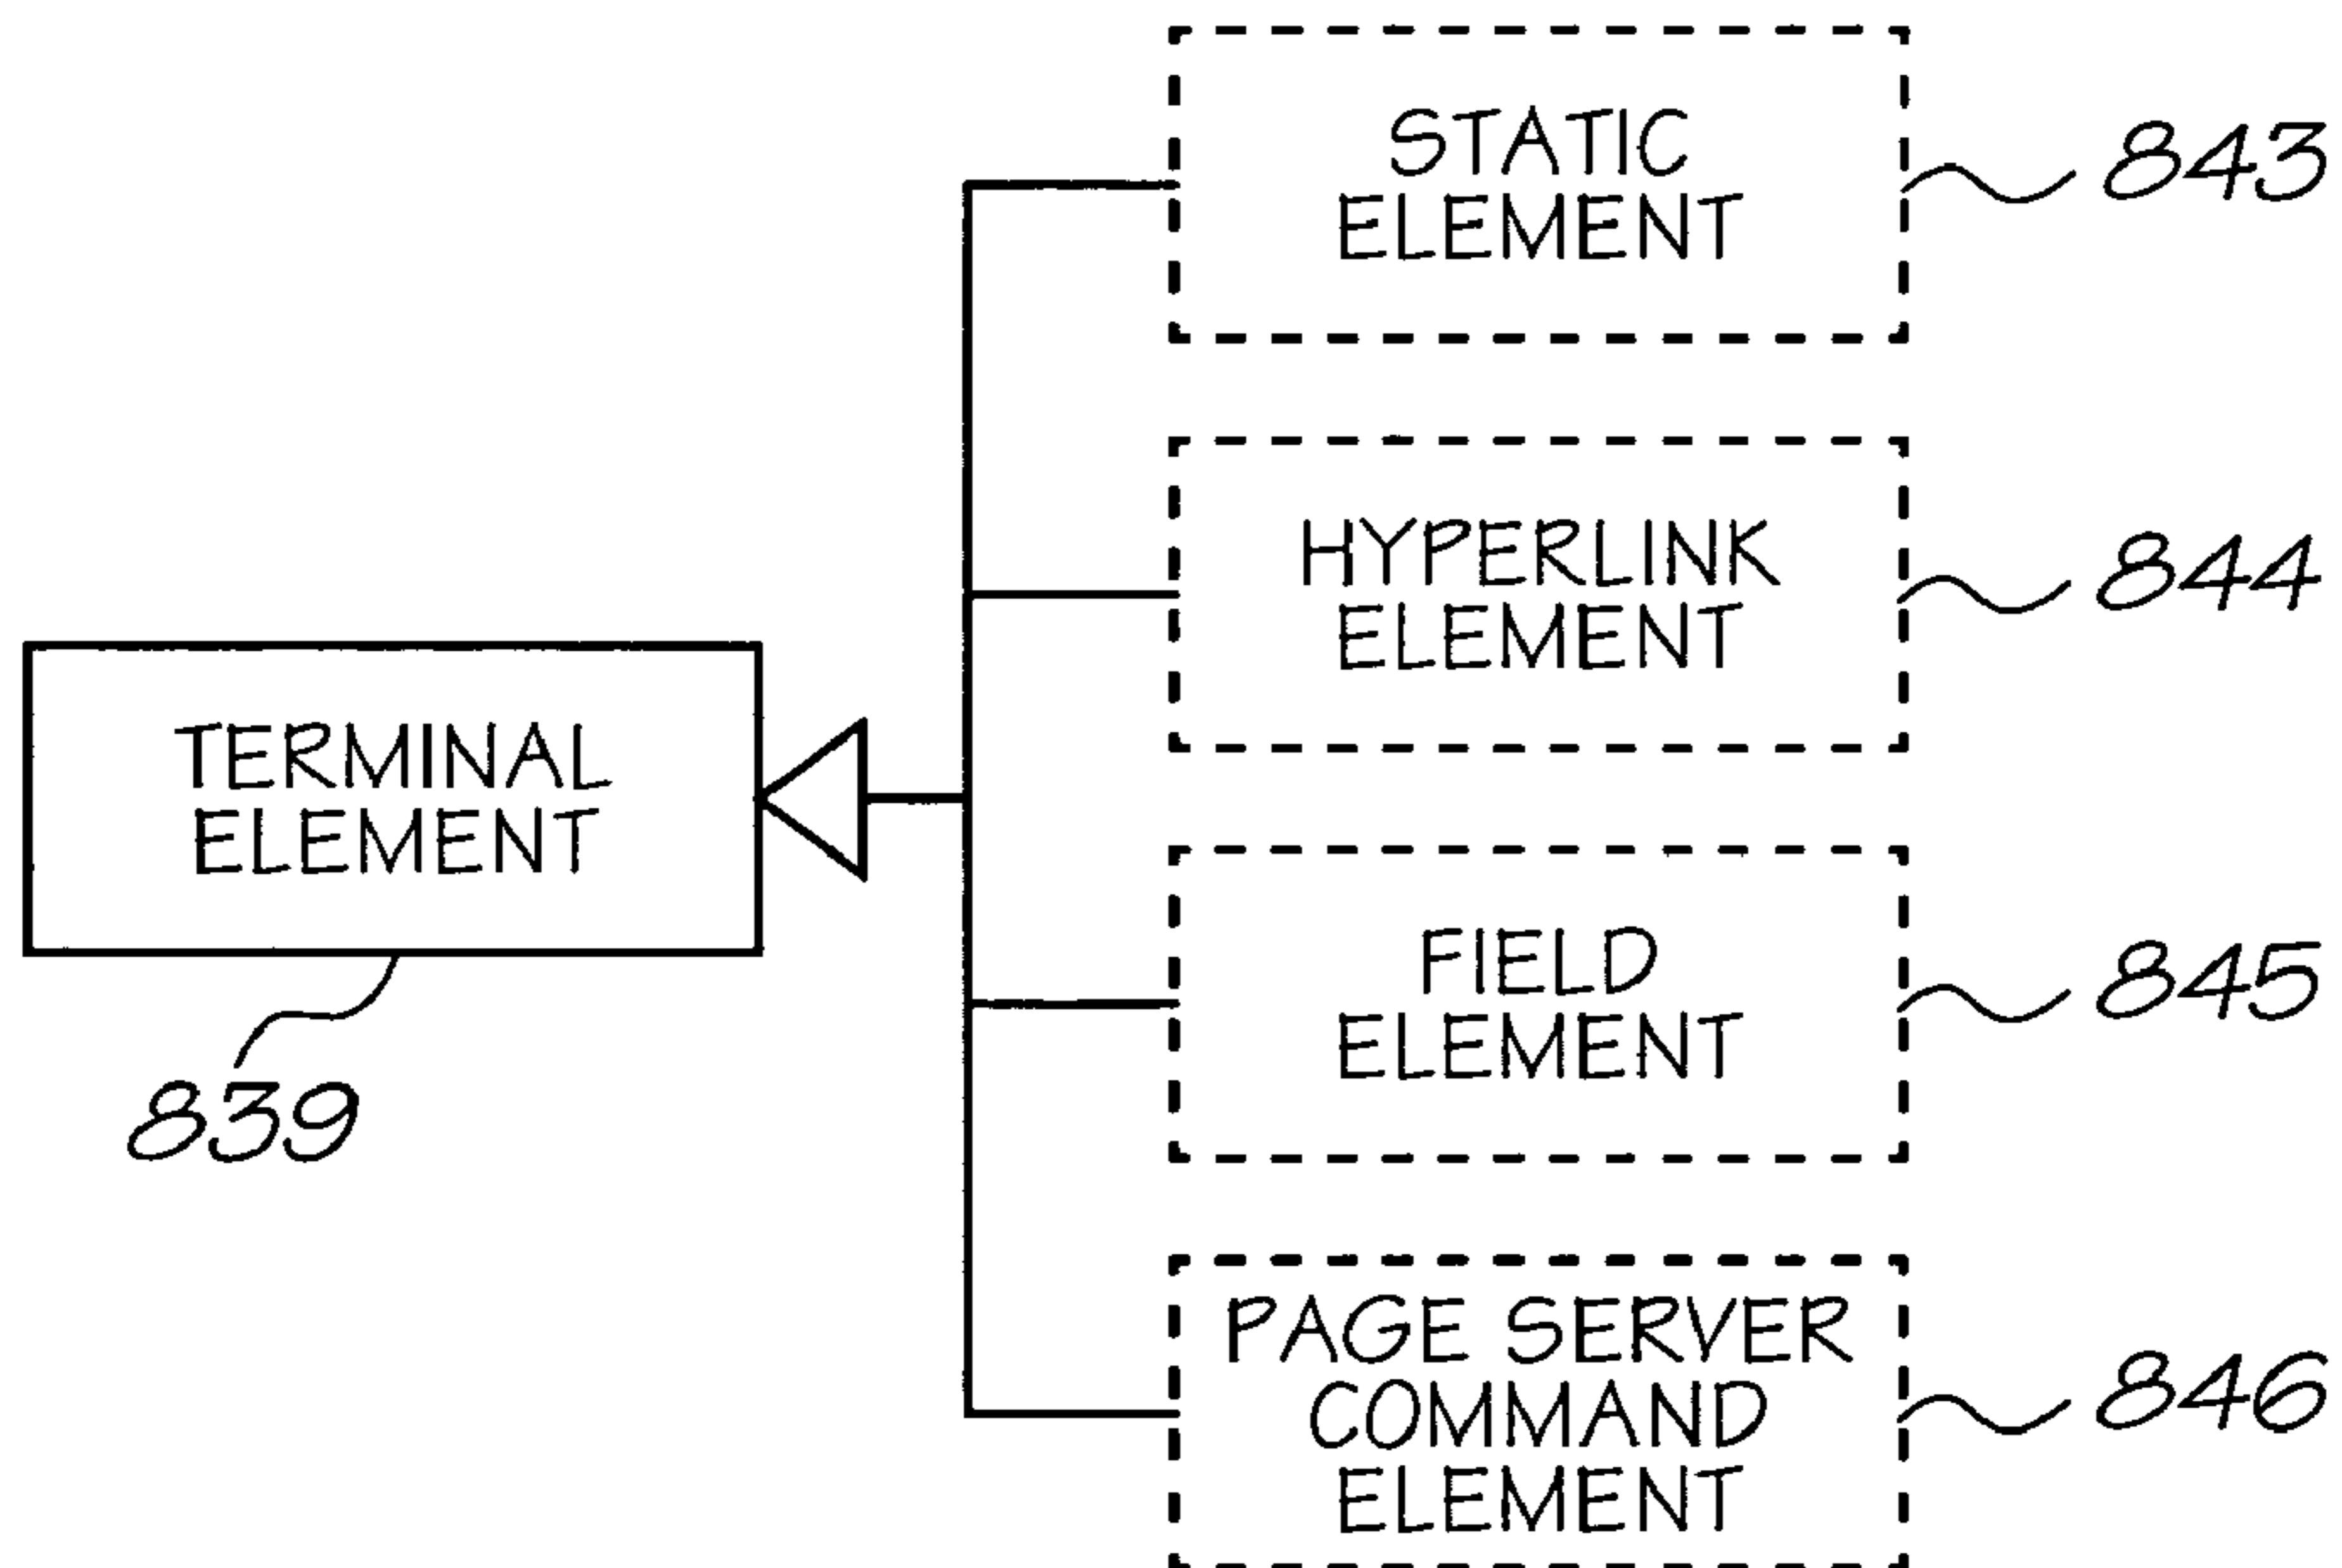 STATIC
ELEMENT
843
HYPERLINK
ELEMENT
844
TERMINAL
ELEMENT
839
FIELD
ELEMENT
845
PAGE SERVER
COMMAND
ELEMENT
846